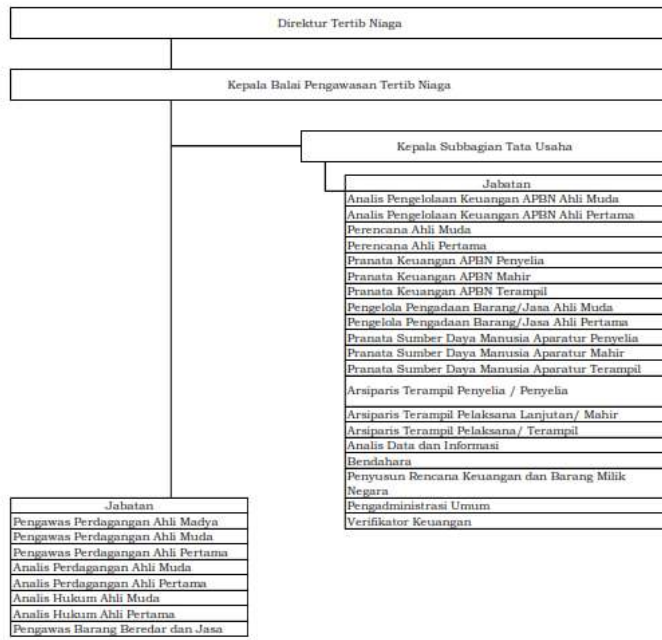 Direktur Tertib Niaga
Kepala Balai Pengawasan Tertib Niaga
Kepala Subbagian Tata Usaha
Jabatan
Analis Pengelolaan Keuangan APBN Ahli Muda
Analis Pengelolaan Keuangan APBN Ahli Pertama
Perencana Ahli Muda
Perencana Ahli Pertama
Pranata Keuangan APBN Penyelia
Pranata Keuangan APBN Mahir
Pranata Keuangan APBN Terampil
Pengelola Pengadaan Barang/Jasa Ahli Muda
Pengelola Pengadaan Barang/Jasa Ahli Pertama
Pranata Sumber Daya Manusia Aparatur Penyelia
Pranata Sumber Daya Manusia Aparatur Mahir
Pranata Sumber Daya Manusia Aparatur Terampil
Arsiparis Terampil Penyelia / Penyelia
Arsiparis Terampil Pelaksana Lanjutan/ Mahir
Arsiparis Terampil Pelaksana/ Terampil
Analis Data dan Informasi
Bendahara
Penyusun Rencana Keuangan dan Barang Milik
Negara
Pengadministrasi Umum
Verifikator Keuangan
Jabatan
Pengawas Perdagangan Ahli Madya
Pengawas Perdagangan Ahli Muda
Pengawas Perdagangan Ahli Pertama
Analis Perdagangan Ahli Muda
Analis Perdagangan Ahli Pertama
Analis Hukum Ahli Muda
Analis Hukum Ahli Pertama
Pengawas Barang Beredar dan Jasa